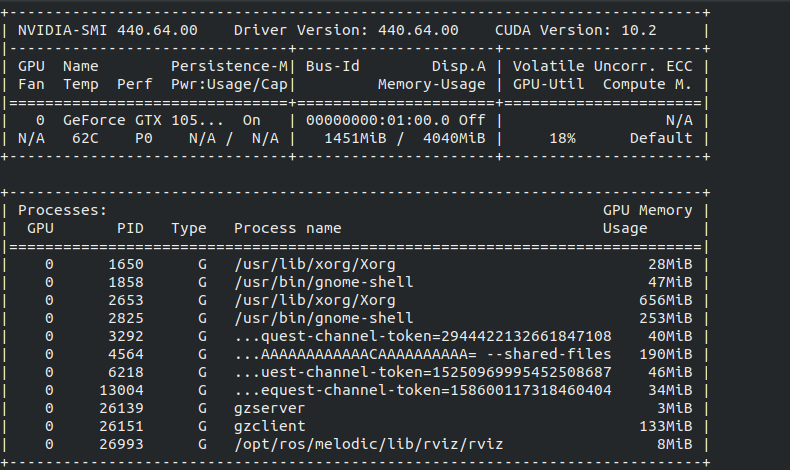 +-----------------------------------------------------------------------------+
| NVIDIA-SMI 440.64.00    Driver Version: 440.64.00    CUDA Version: 10.2     |
|-------------------------------+----------------------+----------------------+
| GPU  Name        Persistence-M| Bus-Id        Disp.A | Volatile Uncorr. ECC |
| Fan  Temp  Perf  Pwr:Usage/Cap|         Memory-Usage | GPU-Util  Compute M. |
|===============================+======================+======================|
|   0  GeForce GTX 105...  On   | 00000000:01:00.0 Off |                  N/A |
| N/A   62C    P0    N/A /  N/A |   1451MiB /  4040MiB |     18%      Default |
+-------------------------------+----------------------+----------------------+
+-----------------------------------------------------------------------------+
| Processes:                                                       GPU Memory |
|  GPU       PID   Type   Process name                             Usage      |
|=============================================================================|
|    0      1650      G   /usr/lib/xorg/Xorg                            28MiB |
|    0      1858      G   /usr/bin/gnome-shell                          47MiB |
|    0      2653      G   /usr/lib/xorg/Xorg                           656MiB |
|    0      2825      G   /usr/bin/gnome-shell                         253MiB |
|    0      3292      G   ...quest-channel-token=2944422132661847108    40MiB |
|    0      4564      G   ...AAAAAAAAAAAACAAAAAAAAAA= --shared-files   190MiB |
|    0      6218      G   ...uest-channel-token=15250969995452508687    46MiB |
|    0     13004      G   ...equest-channel-token=158600117318460404    34MiB |
|    0     26139      G   gzserver                                       3MiB |
|    0     26151      G   gzclient                                     133MiB |
|    0     26993      G   /opt/ros/melodic/lib/rviz/rviz                 8MiB |
+-----------------------------------------------------------------------------+